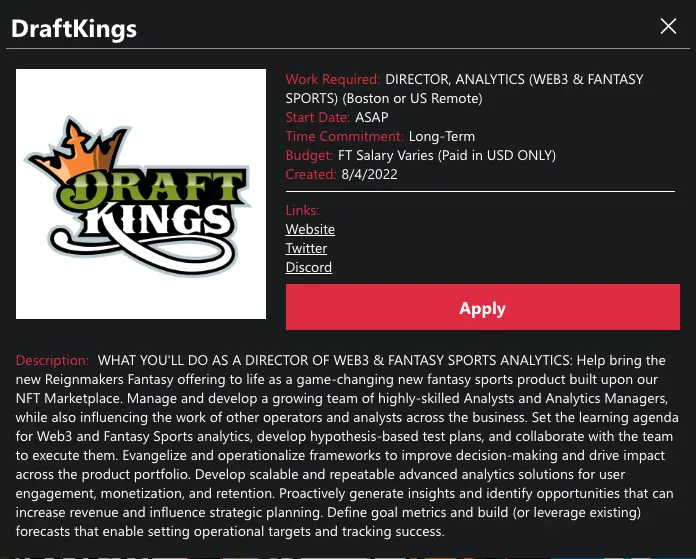 DraftKings
DRAFT
KINGS
Work Required: DIRECTOR, ANALYTICS (WEB3 & FANTASY
SPORTS) (Boston or US Remote)
Start Date: ASAP
Time Commitment: Long-Term
Budget: FT Salary Varies (Paid in USD ONLY)
Created: 8/4/2022
Links:
Website
Twitter
Discord
Apply
Description: WHAT YOU'LL DO AS A DIRECTOR OF WEB3 & FANTASY SPORTS ANALYTICS: Help bring the
new Reignmakers Fantasy offering to life as a game-changing new fantasy sports product built upon our
NFT Marketplace. Manage and develop a growing team of highly-skilled Analysts and Analytics Managers,
while also influencing the work of other operators and analysts across the business. Set the learning agenda
for Web3 and Fantasy Sports analytics, develop hypothesis-based test plans, and collaborate with the team
to execute them. Evangelize and operationalize frameworks to improve decision-making and drive impact
across the product portfolio. Develop scalable and repeatable advanced analytics solutions for user
engagement, monetization, and retention. Proactively generate insights and identify opportunities that can
increase revenue and influence strategic planning. Define goal metrics and build (or leverage existing)
forecasts that enable setting operational targets and tracking success.